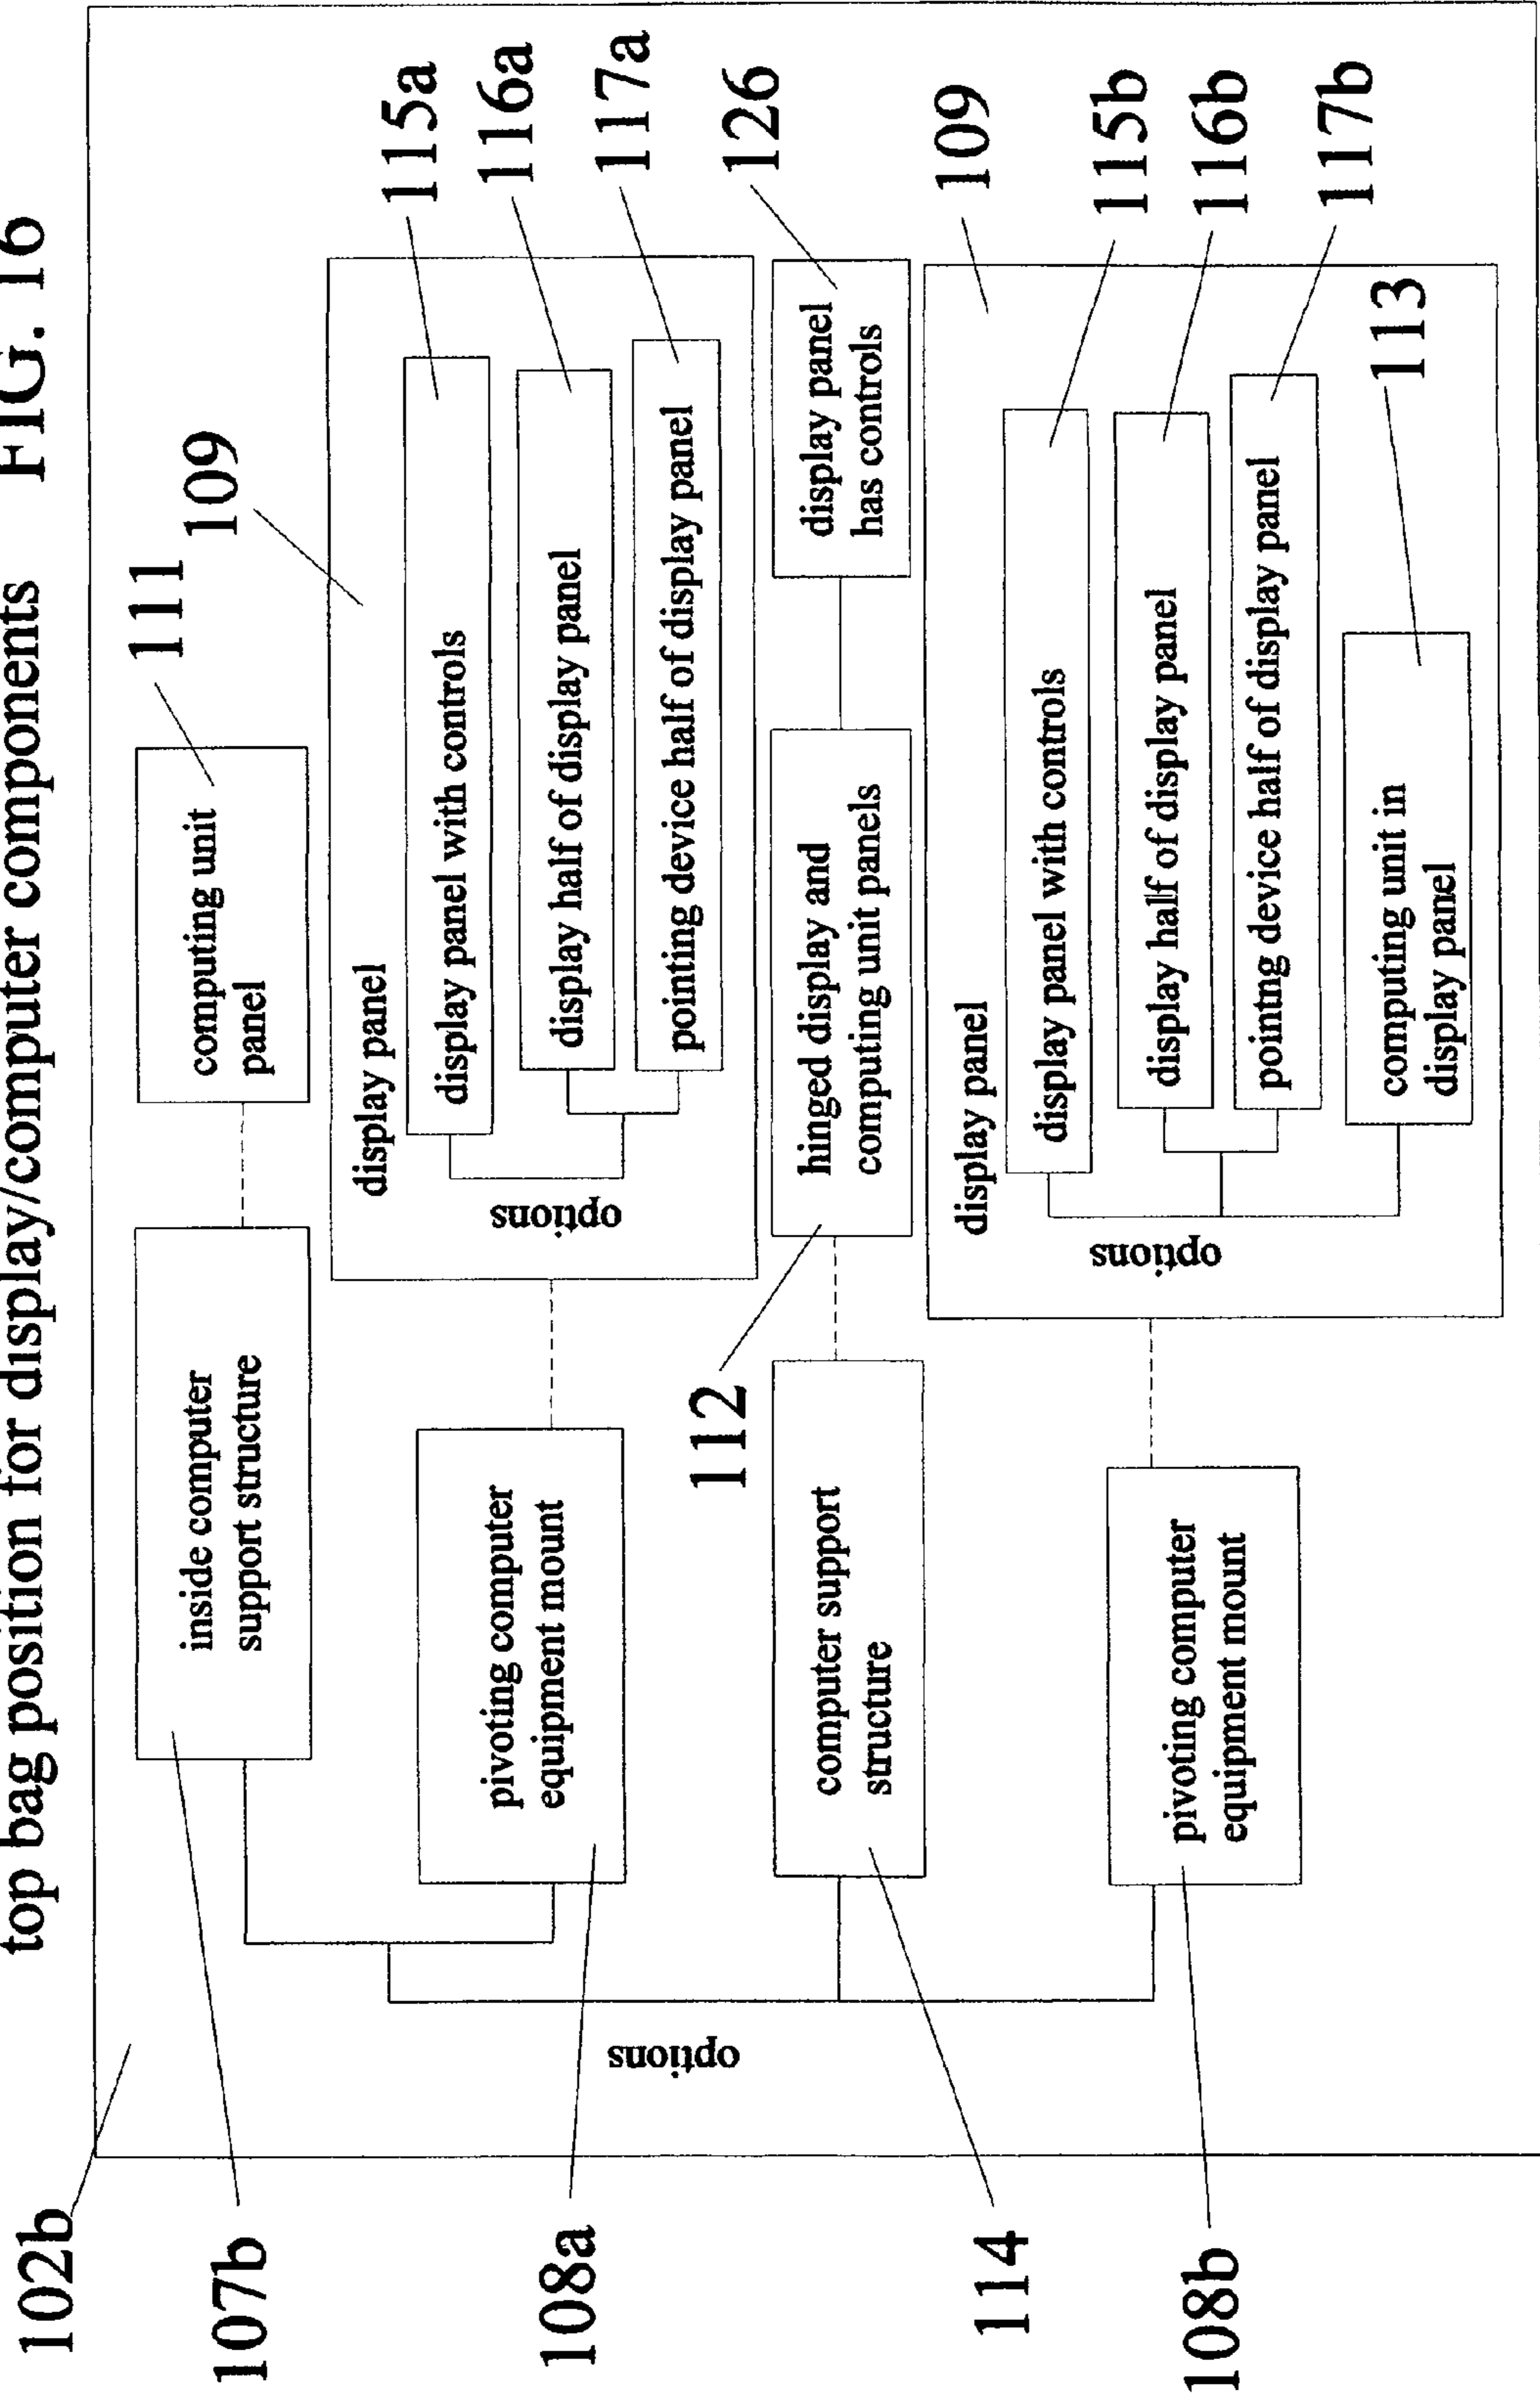 top bag position for display/computer components FIG. 16
102b
107b
inside computer
support structure
computing unit
panel
111
109
108a
pivoting computer
equipment mount
display panel
options
display panel with controls
115a
display half of display panel
116a
pointing device half of display panel
117a
options
114
computer support
structure
112
hinged display and
computing unit panels
display panel
has controls
126
108b
pivoting computer
equipment mount
109
display panel
options
display panel with controls
115b
display half of display panel
116b
pointng device half of display panel
117b
computing unit in
display panel
113